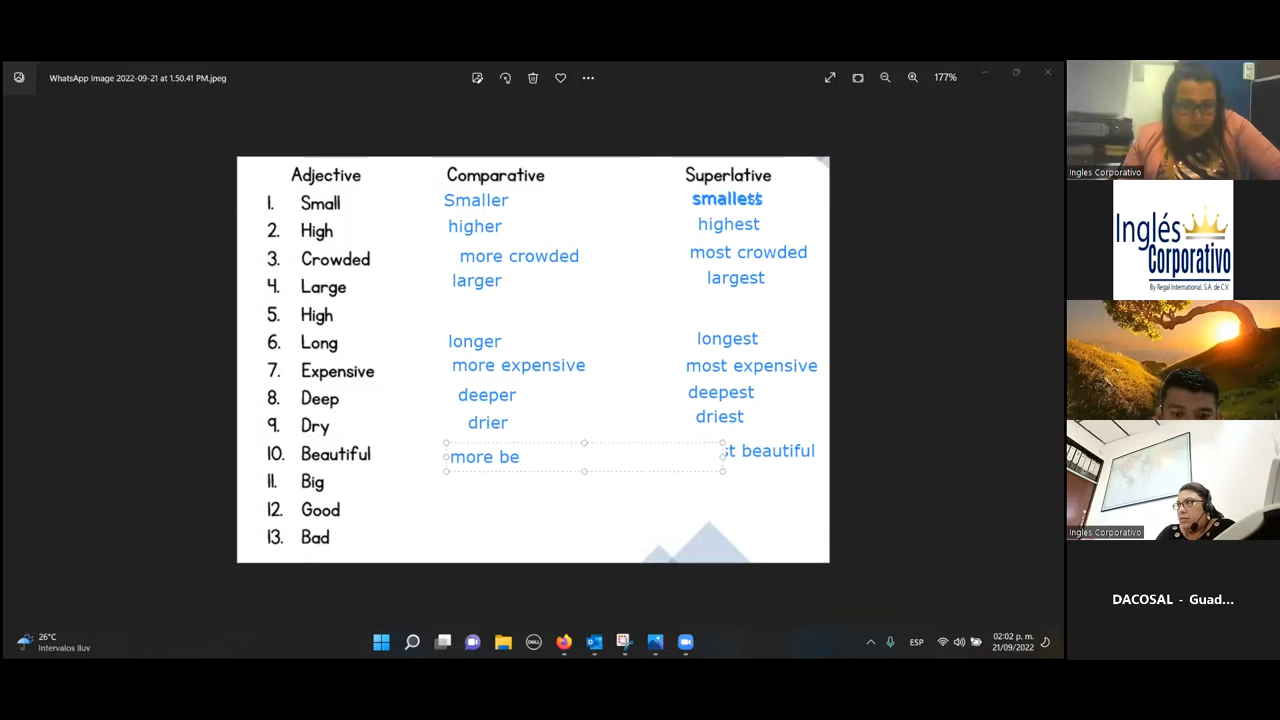 WhatsApp Image 2022-09-21 at 1.50.41 PM.jpeg
177%
Adjective Comparative Superlative
1. Small Smaller smallest
2. High higher highest
3. Crowded more crowded most crowded
4. Large larger largest
5. High
6. Long longer longest
7. Expensive more expensive most expensive
8. Deep deeper deepest
9. Dry drier driest
10. Beautiful more be st beautiful
11. Big
12. Good
13. Bad
Ingles Corporativo
Inglés
Corporativo
By Regal International, S.A. de C.V.
Ingles Corporativo
DACOSAL - Guad...
26°C
Intervalos lluv
DELL
ESP
02:02 p. m.
21/09/2022